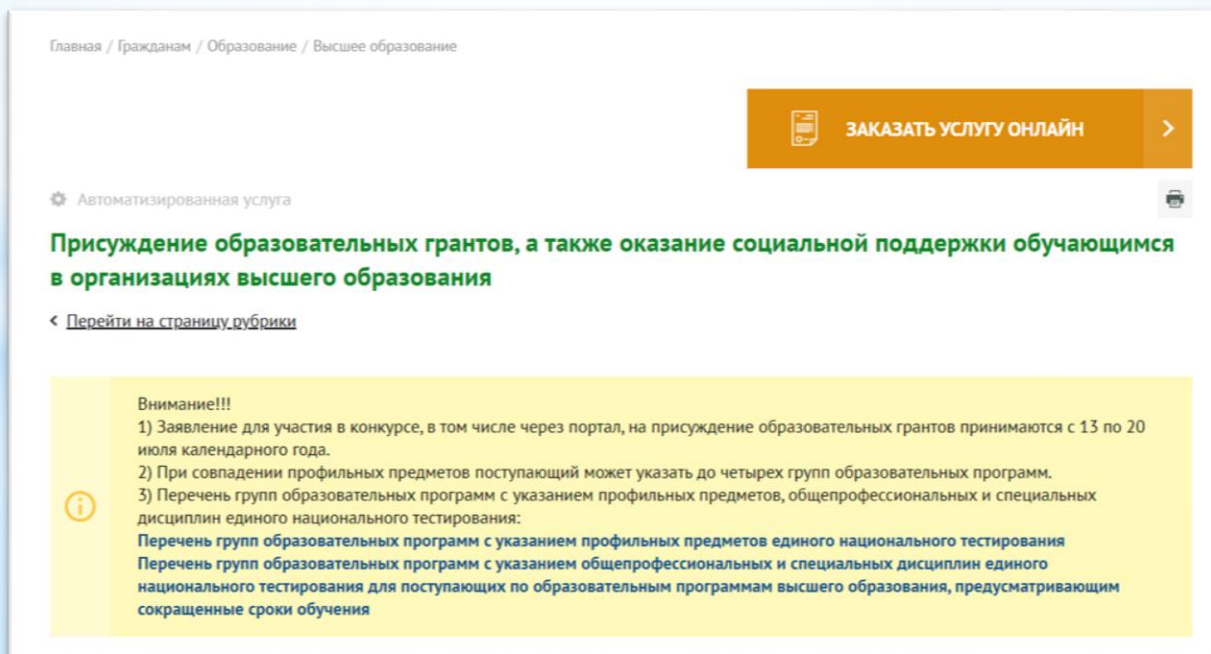 Главная / Гражданам / Образование / Высшее образование
ЗАКАЗАТЬ УСЛУГУ ОНЛАЙН
Автоматизированная услуга
Присуждение образовательных грантов, а также оказание социальной поддержки обучающимся
в организациях высшего образования
Перейти на страницу рубрики
Внимание!!!
1) Заявление для участия в конкурсе, в том числе через портал, на присуждение образовательных грантов принимаются с 13 по 20
июля календарного года.
2) При совпадении профильных предметов поступающий может указать до четырех групп образовательных программ.
3) Перечень групп образовательных программ с указанием профильных предметов, общепрофессиональных и специальных
дисциплин единого национального тестирования:
Перечень групп образовательных программ с указанием профильных предметов единого национального тестирования
Перечень групп образовательных программ с указанием общепрофессиональных и специальных дисциплин единого
национального тестирования для поступающих по образовательным программам высшего образования, предусматривающим
сокращенные сроки обучения